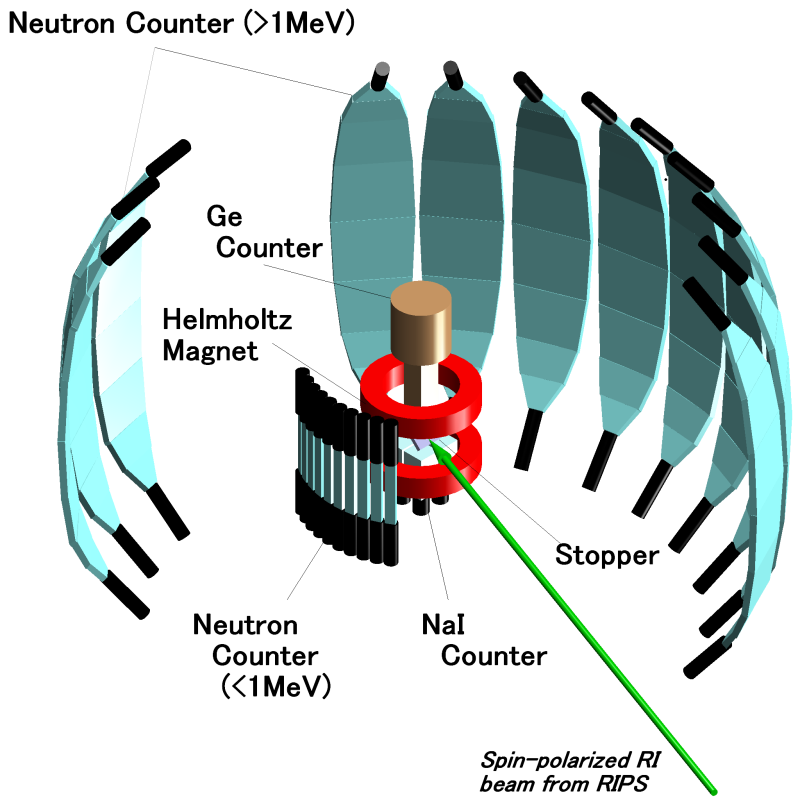 Neutron Counter (>1MeV)
Ge
Counter
Helmholtz
Magnet
Stopper
Neutron
Counter
(<1MeV)
NaI
Counter
Spin-polarized RI
beam from RIPS